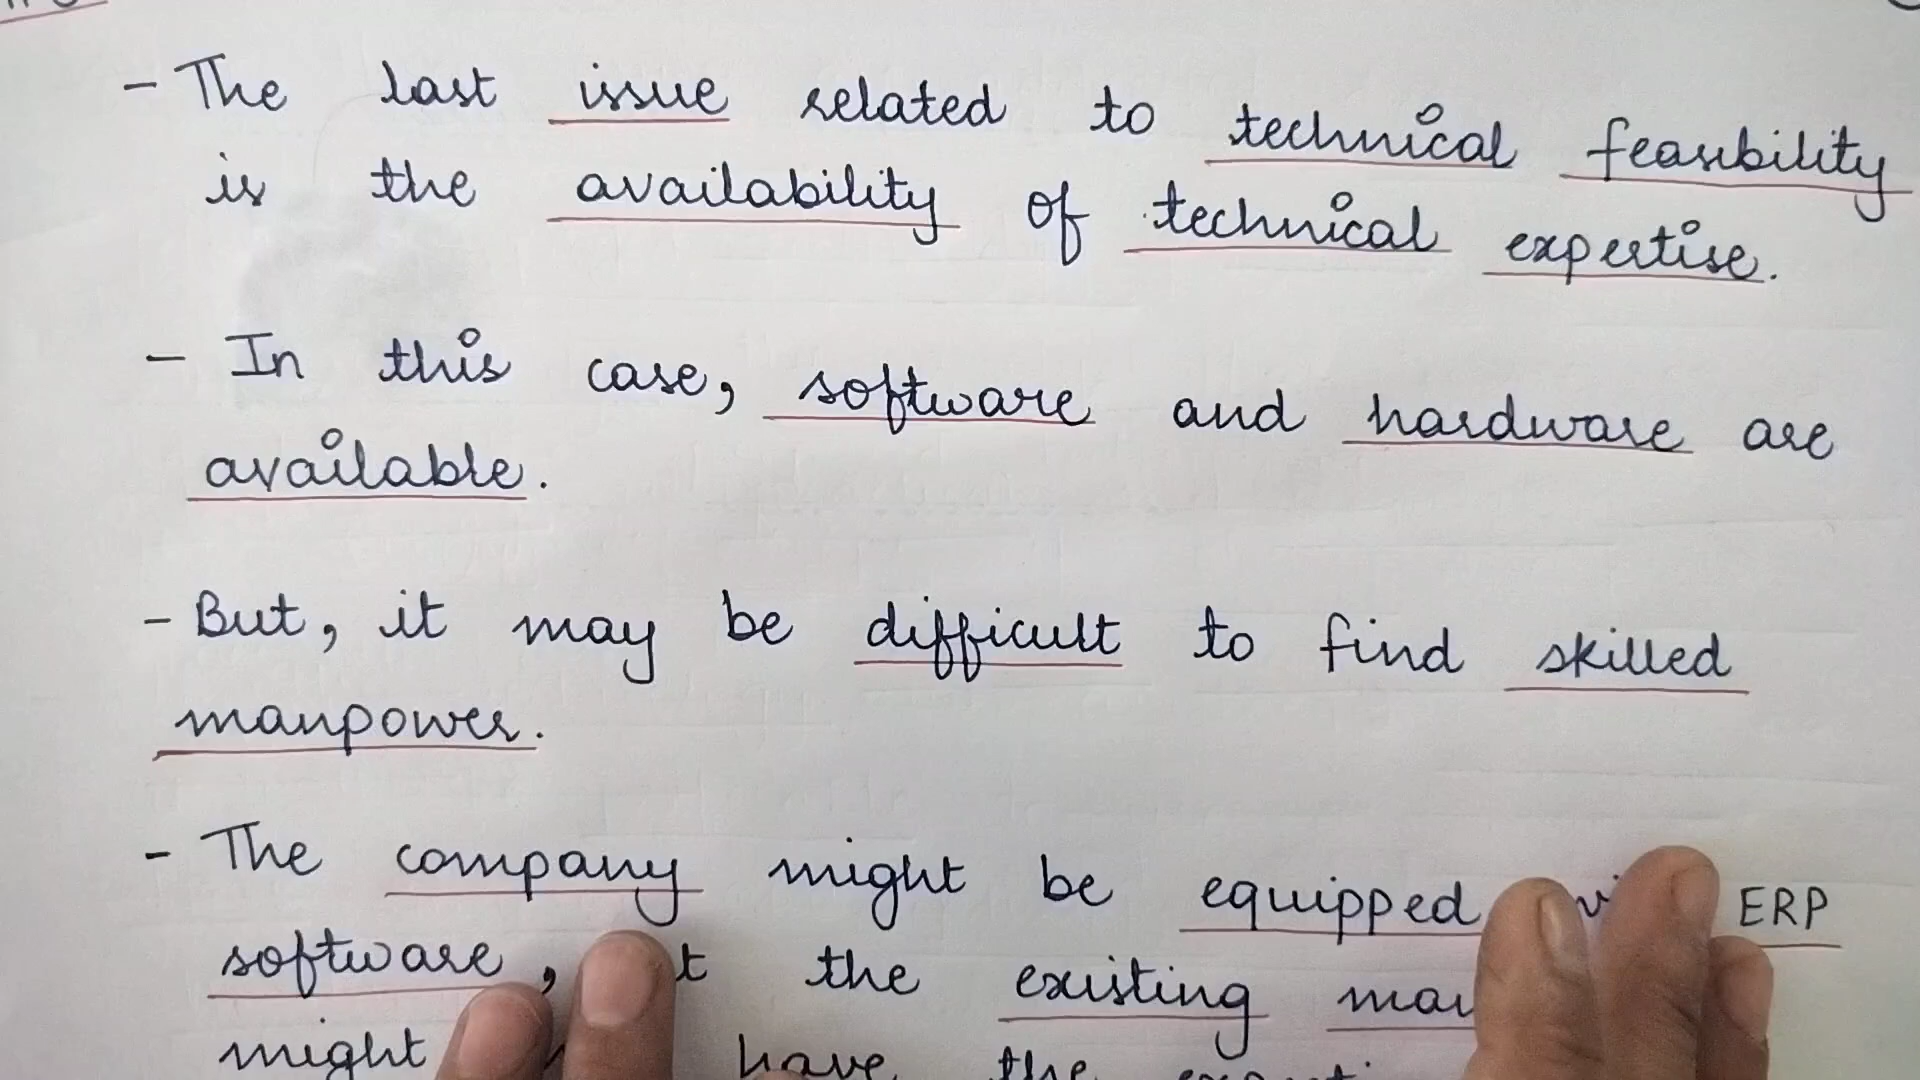 - The last issue related to technical feasibility
is the availability of technical expertise.
- In this case, software and hardware are
available.
- But, it may be difficult to find skilled
manpower.
- The company might be equipped ERP
software, the existing
might have the